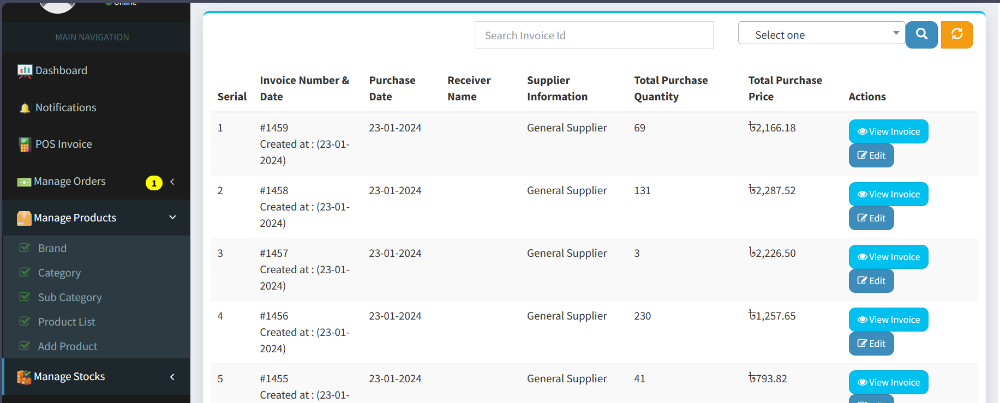 Online
MAIN NAVIGATION
Dashboard
Notifications
POS Invoice
Manage Orders 1
Manage Products
Brand
Category
Sub Category
Product List
Add Product
Manage Stocks
Search Invoice Id
Select one
Serial Invoice Number & Date Purchase Date Receiver Name Supplier Information Total Purchase Quantity Total Purchase Price Actions
1 #1459 23-01-2024 General Supplier 69 ৳2,166.18 View Invoice
Created at : (23-01-
2024)
Edit
2 #1458 23-01-2024 General Supplier 131 ৳2,287.52 View Invoice
Created at : (23-01-
2024)
Edit
3 #1457 23-01-2024 General Supplier 3 ৳2,226.50 View Invoice
Created at : (23-01-
2024)
Edit
4 #1456 23-01-2024 General Supplier 230 ৳1,257.65 View Invoice
Created at : (23-01-
2024)
Edit
5 #1455 23-01-2024 General Supplier 41 ৳793.82 View Invoice
Created at : (23-01-